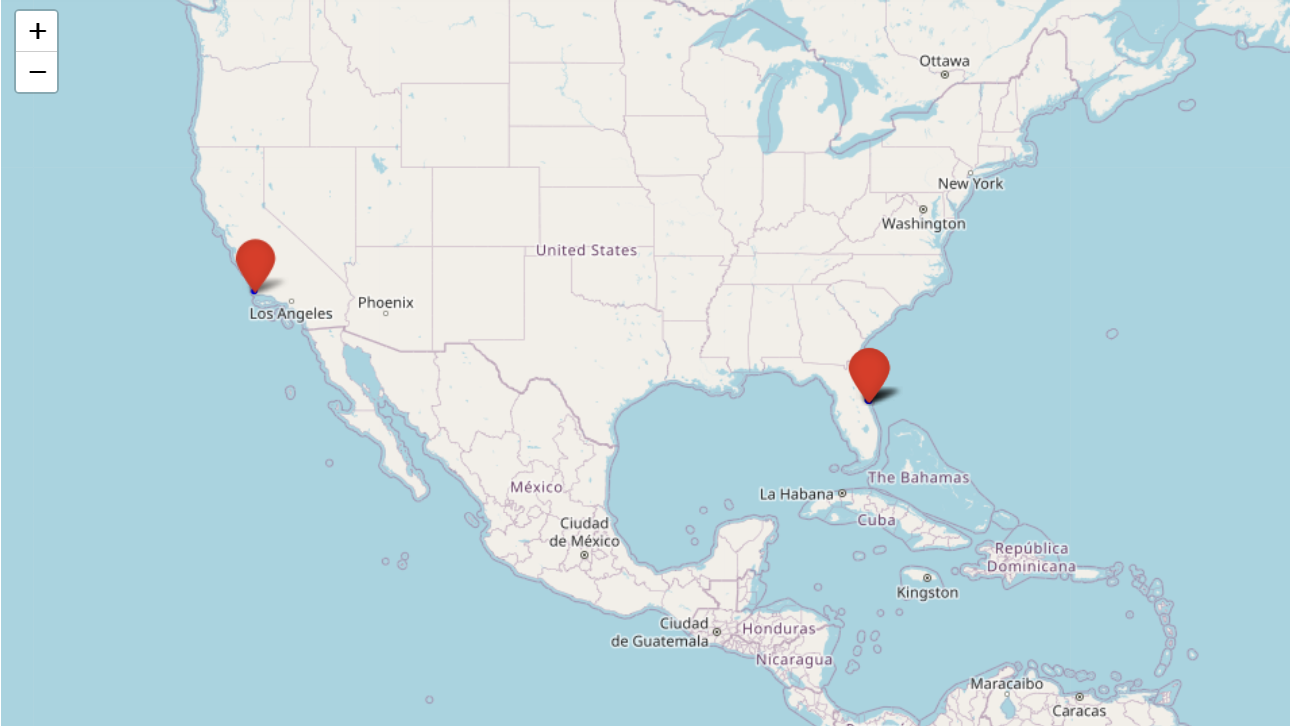 +
−
Ottawa
New York
Washington
United States
Phoenix
Los Angeles
The Bahamas
La Habana
México
Cuba
Ciudad
de México
República
Dominicana
Kingston
Ciudad
de Guatemala
Honduras
Nicaragua
Maracaibo
Caracas